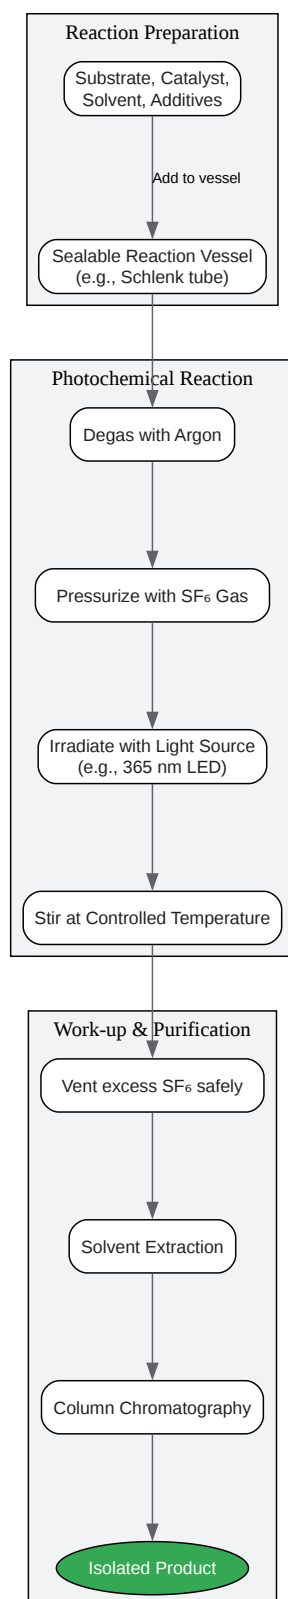 Reaction Preparation
Substrate, Catalyst,
Solvent, Additives
Add to vessel
Sealable Reaction Vessel
(e.g., Schlenk tube)
Photochemical Reaction
Degas with Argon
Pressurize with SF₆ Gas
Irradiate with Light Source
(e.g., 365 nm LED)
Stir at Controlled Temperature
Work-up & Purification
Vent excess SF₆ safely
Solvent Extraction
Column Chromatography
Isolated Product